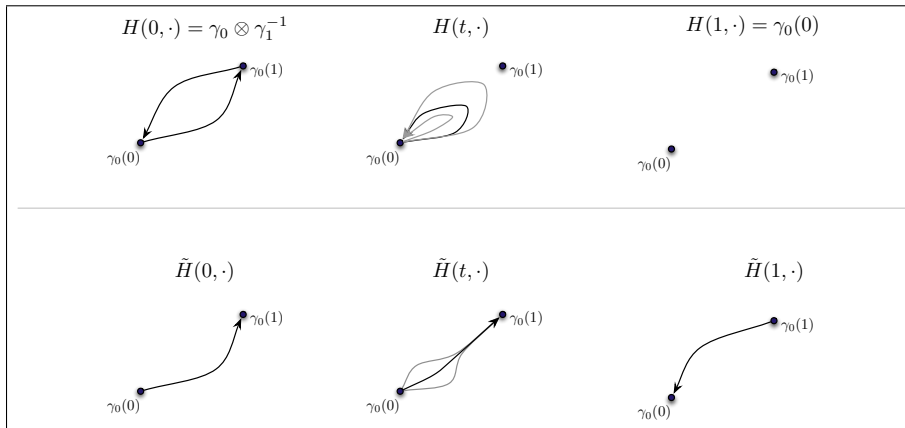 H(0, ·) = γ₀ ⊗ γ₁⁻¹
H(t, ·)
H(1, ·) = γ₀(0)
γ₀(1)
γ₀(1)
γ₀(1)
γ₀(0)
γ₀(0)
γ₀(0)
H̃(0, ·)
H̃(t, ·)
H̃(1, ·)
γ₀(1)
γ₀(1)
γ₀(1)
γ₀(0)
γ₀(0)
γ₀(0)